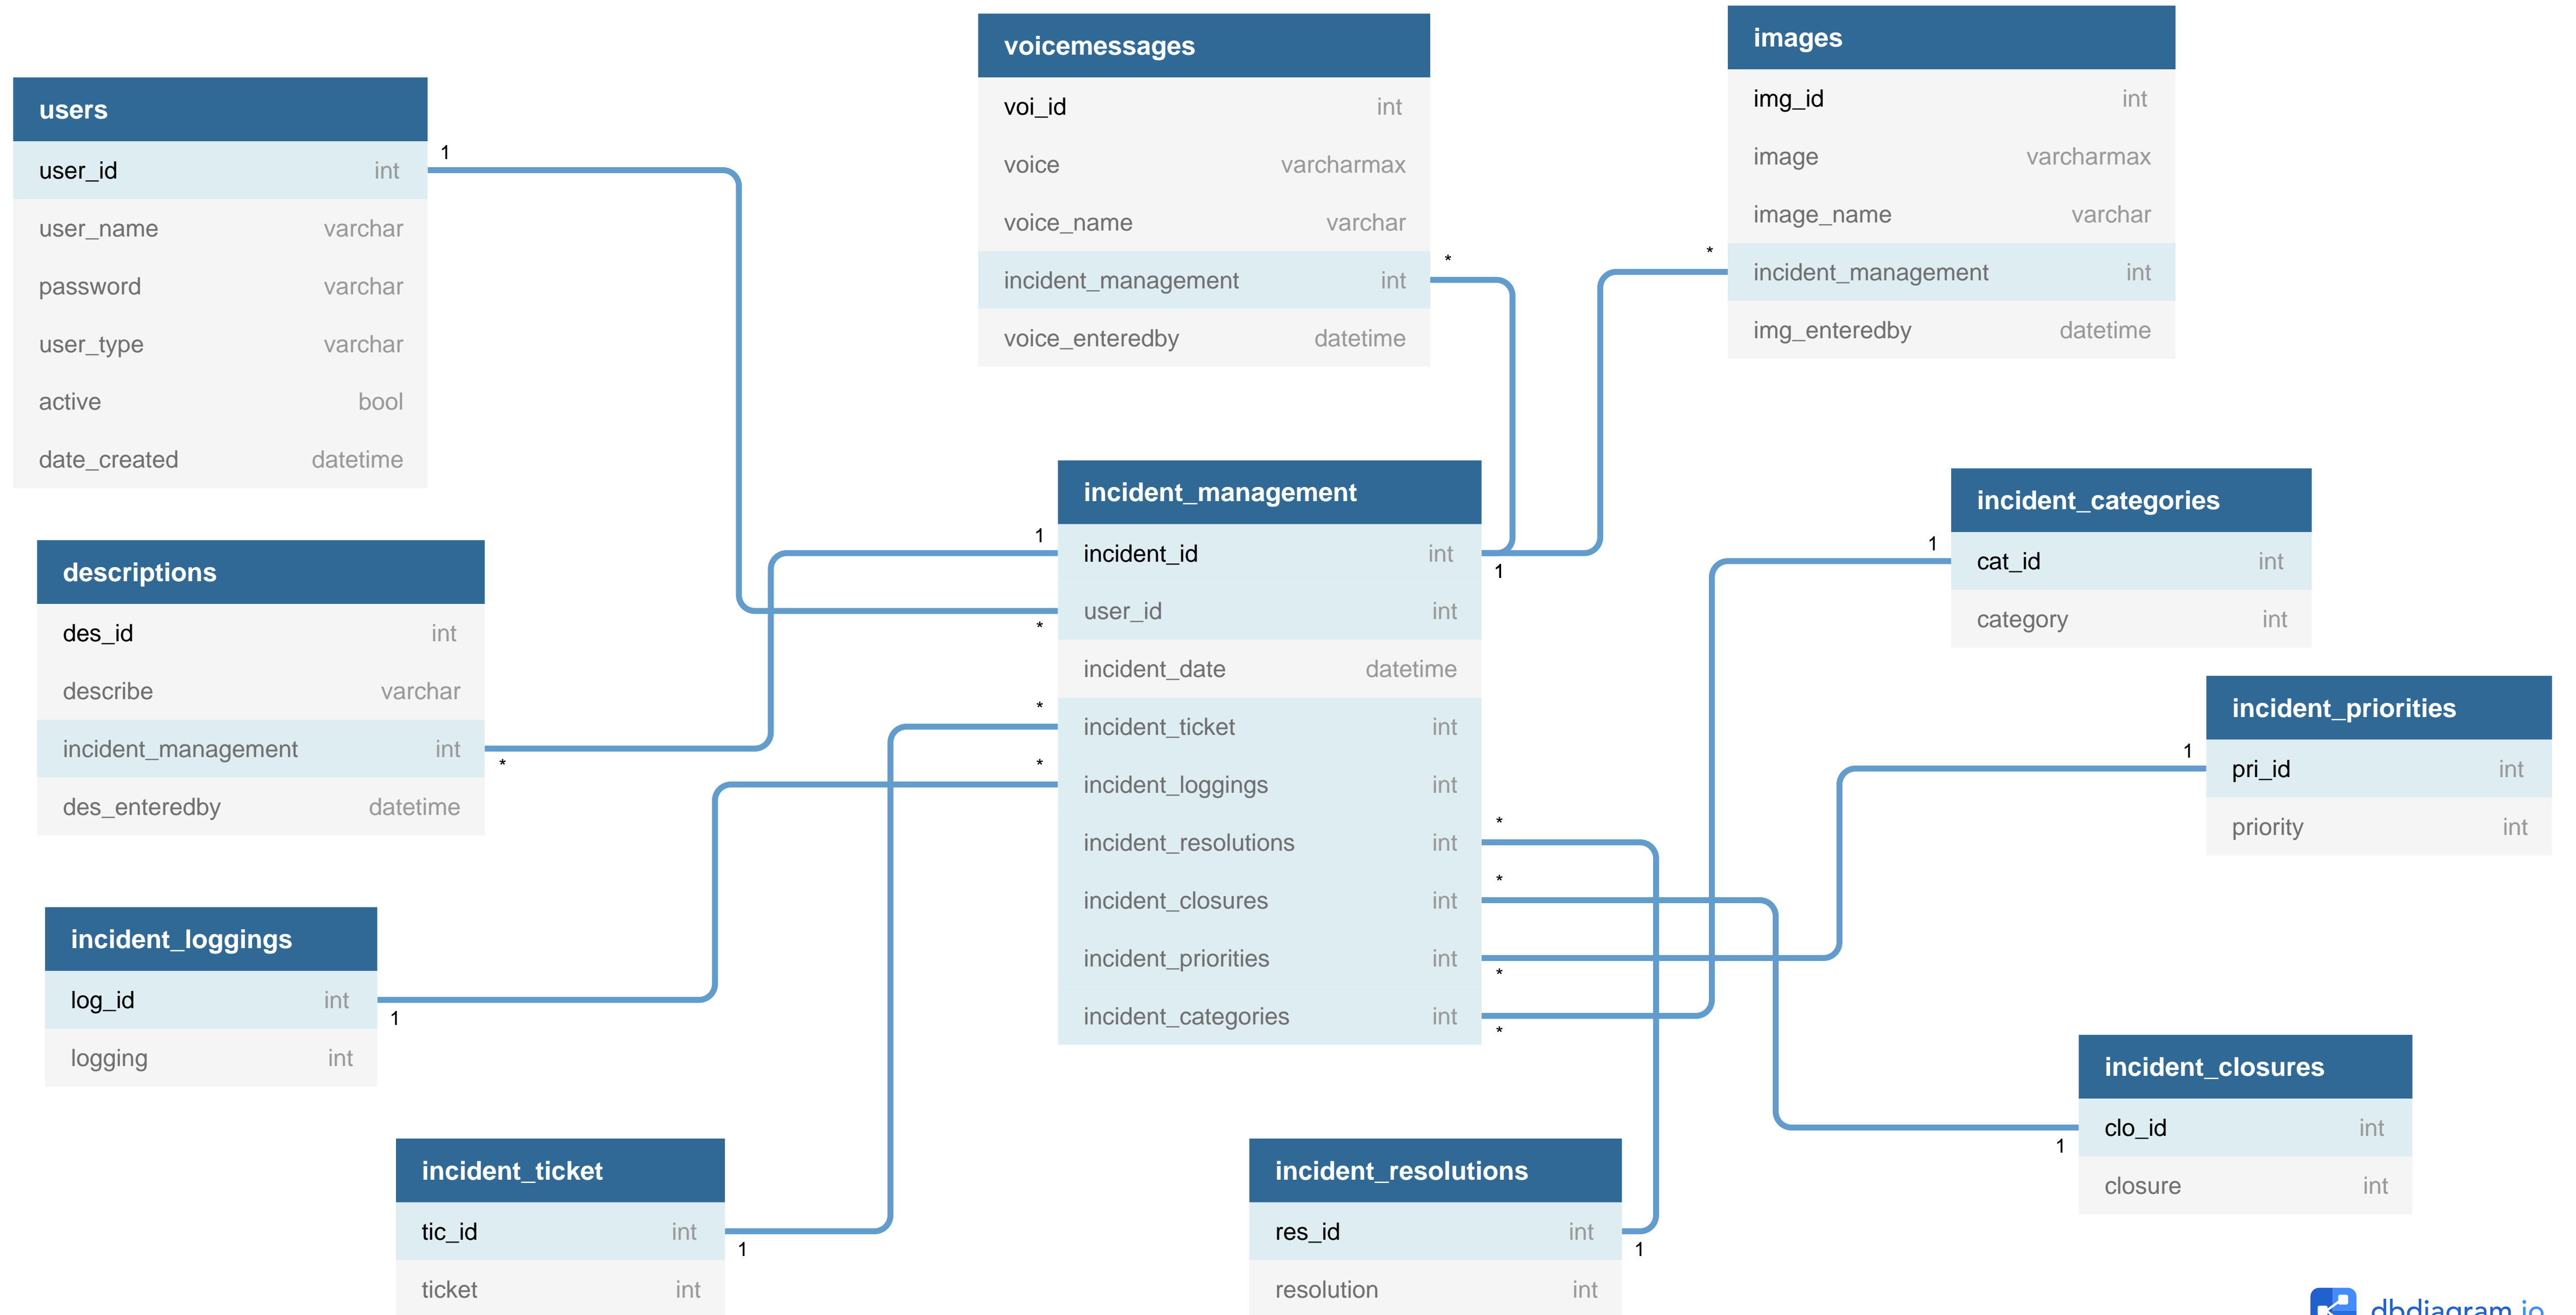 users
user_id int
user_name varchar
password varchar
user_type varchar
active bool
date_created datetime
1
voicemessages
voi_id int
voice varcharmax
voice_name varchar
incident_management int
voice_enteredby datetime
*
images
img_id int
image varcharmax
image_name varchar
incident_management int
img_enteredby datetime
*
descriptions
des_id int
describe varchar
incident_management int
des_enteredby datetime
*
incident_management
incident_id int
user_id int
incident_date datetime
incident_ticket int
incident_loggings int
incident_resolutions int
incident_closures int
incident_priorities int
incident_categories int
1
*
*
*
1
*
*
*
*
incident_categories
cat_id int
category int
1
incident_priorities
pri_id int
priority int
1
incident_loggings
log_id int
logging int
1
incident_closures
clo_id int
closure int
1
incident_ticket
tic_id int
ticket int
1
incident_resolutions
res_id int
resolution int
1
dbdiagram.io